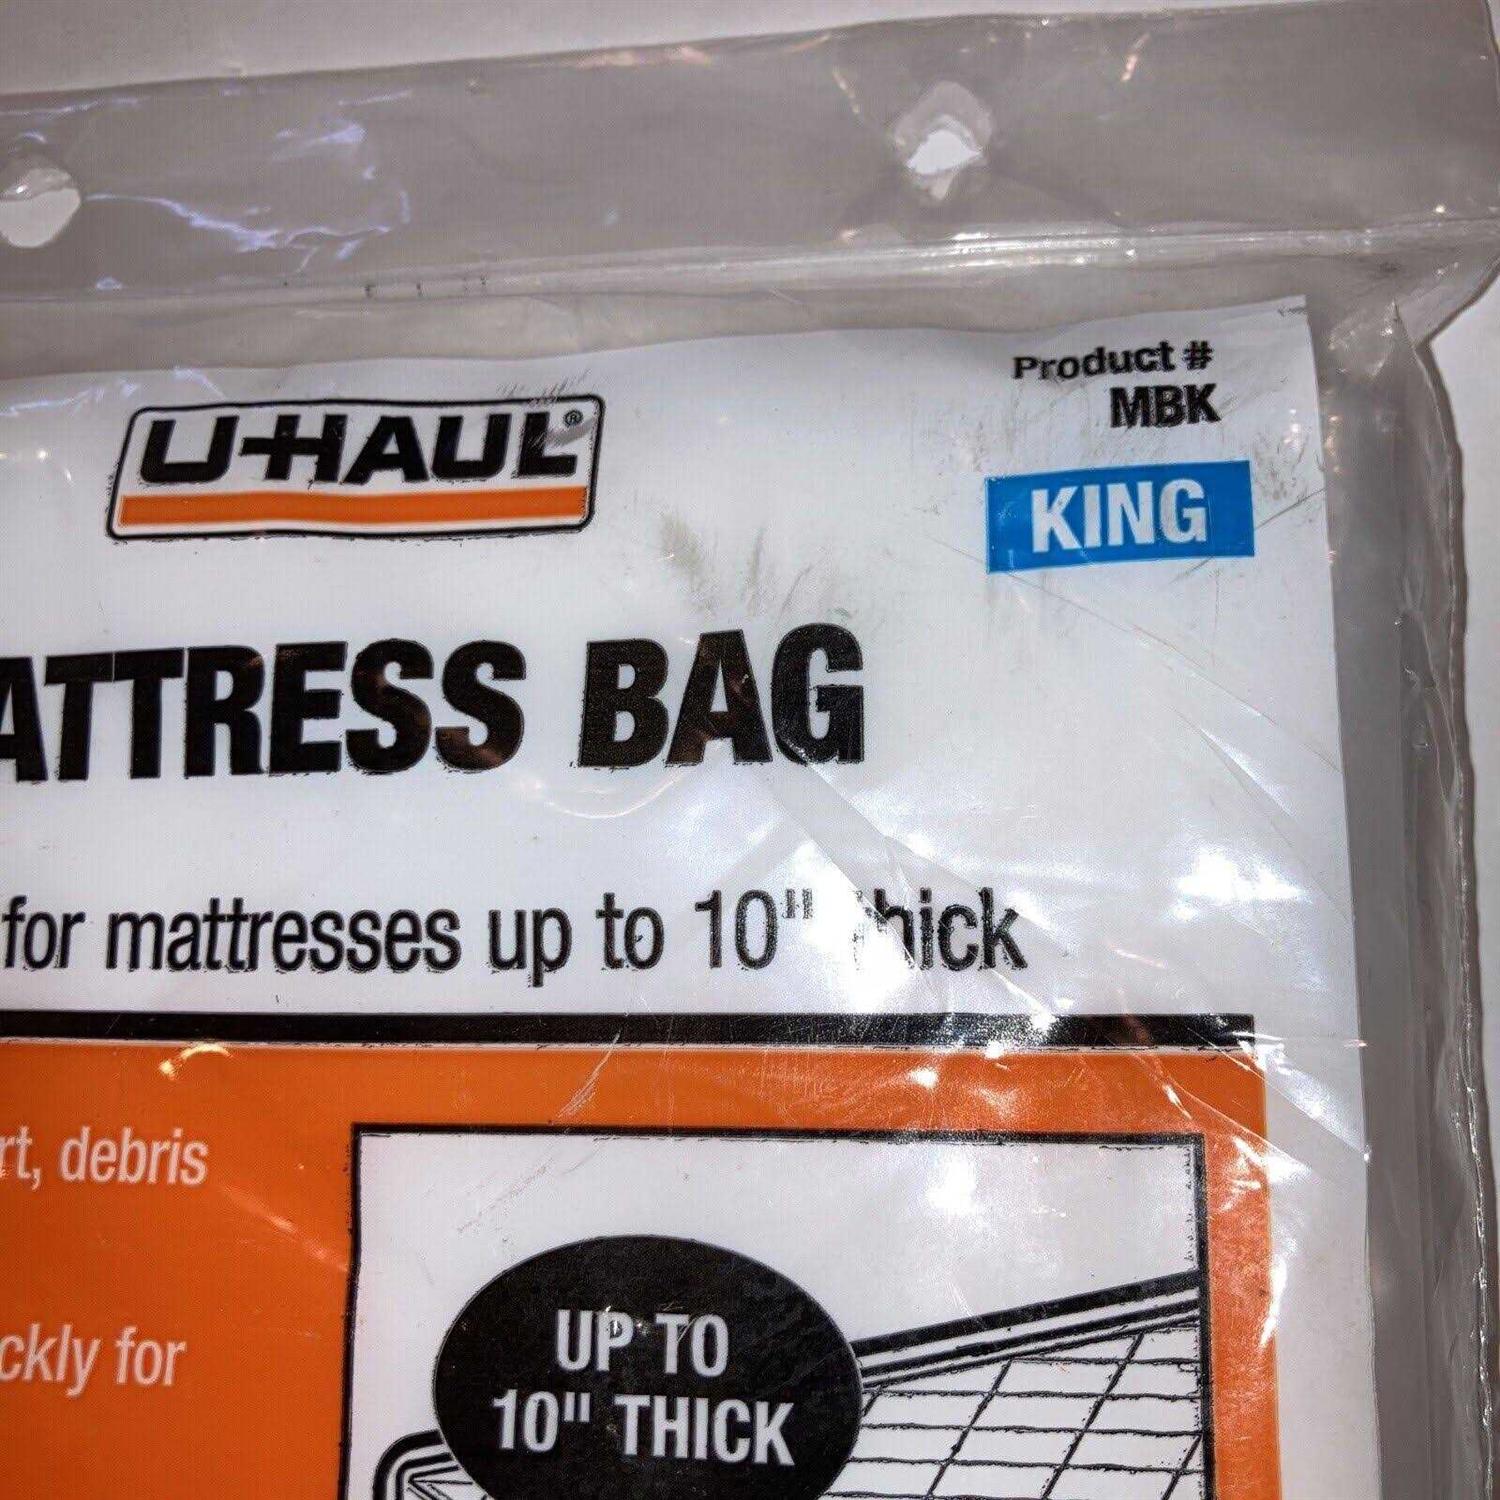 Product #
MBK
U-HAUL®
KING
ATTRESS BAG
for mattresses up to 10" thick
rt, debris
ckly for
UP TO
10" THICK